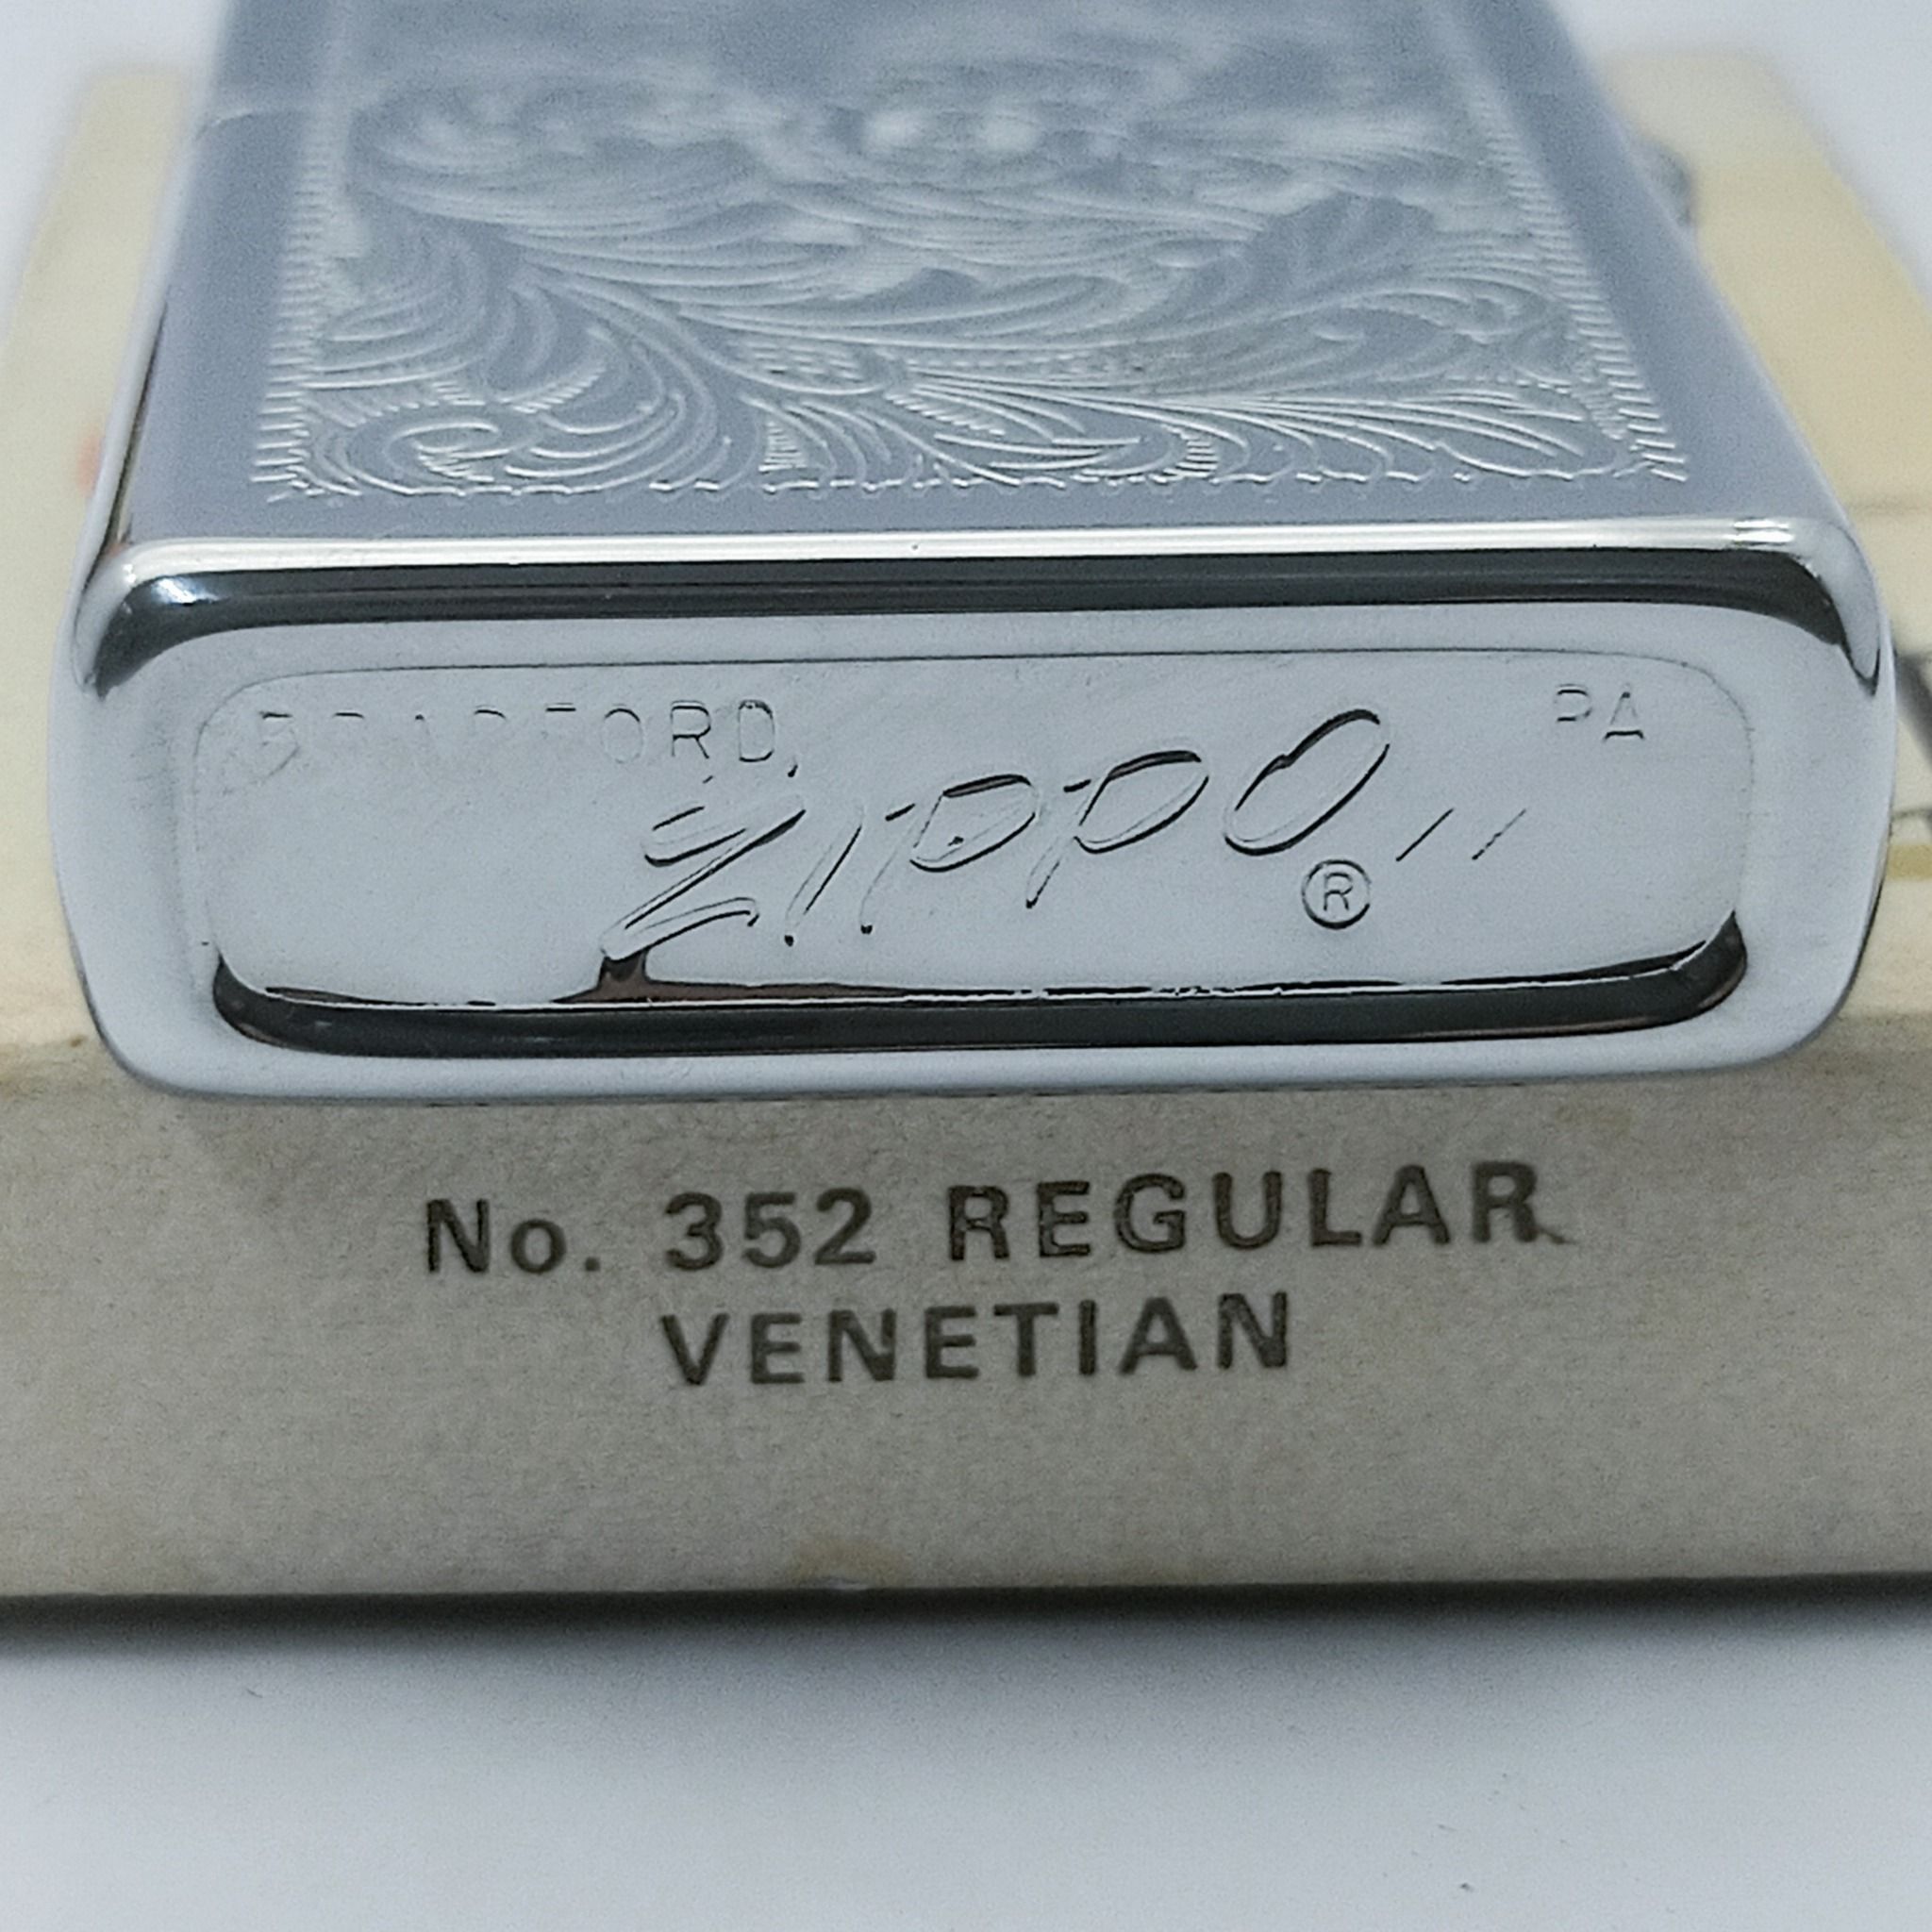 BRADFORD, PA
Zippo ® //
No. 352 REGULAR
VENETIAN